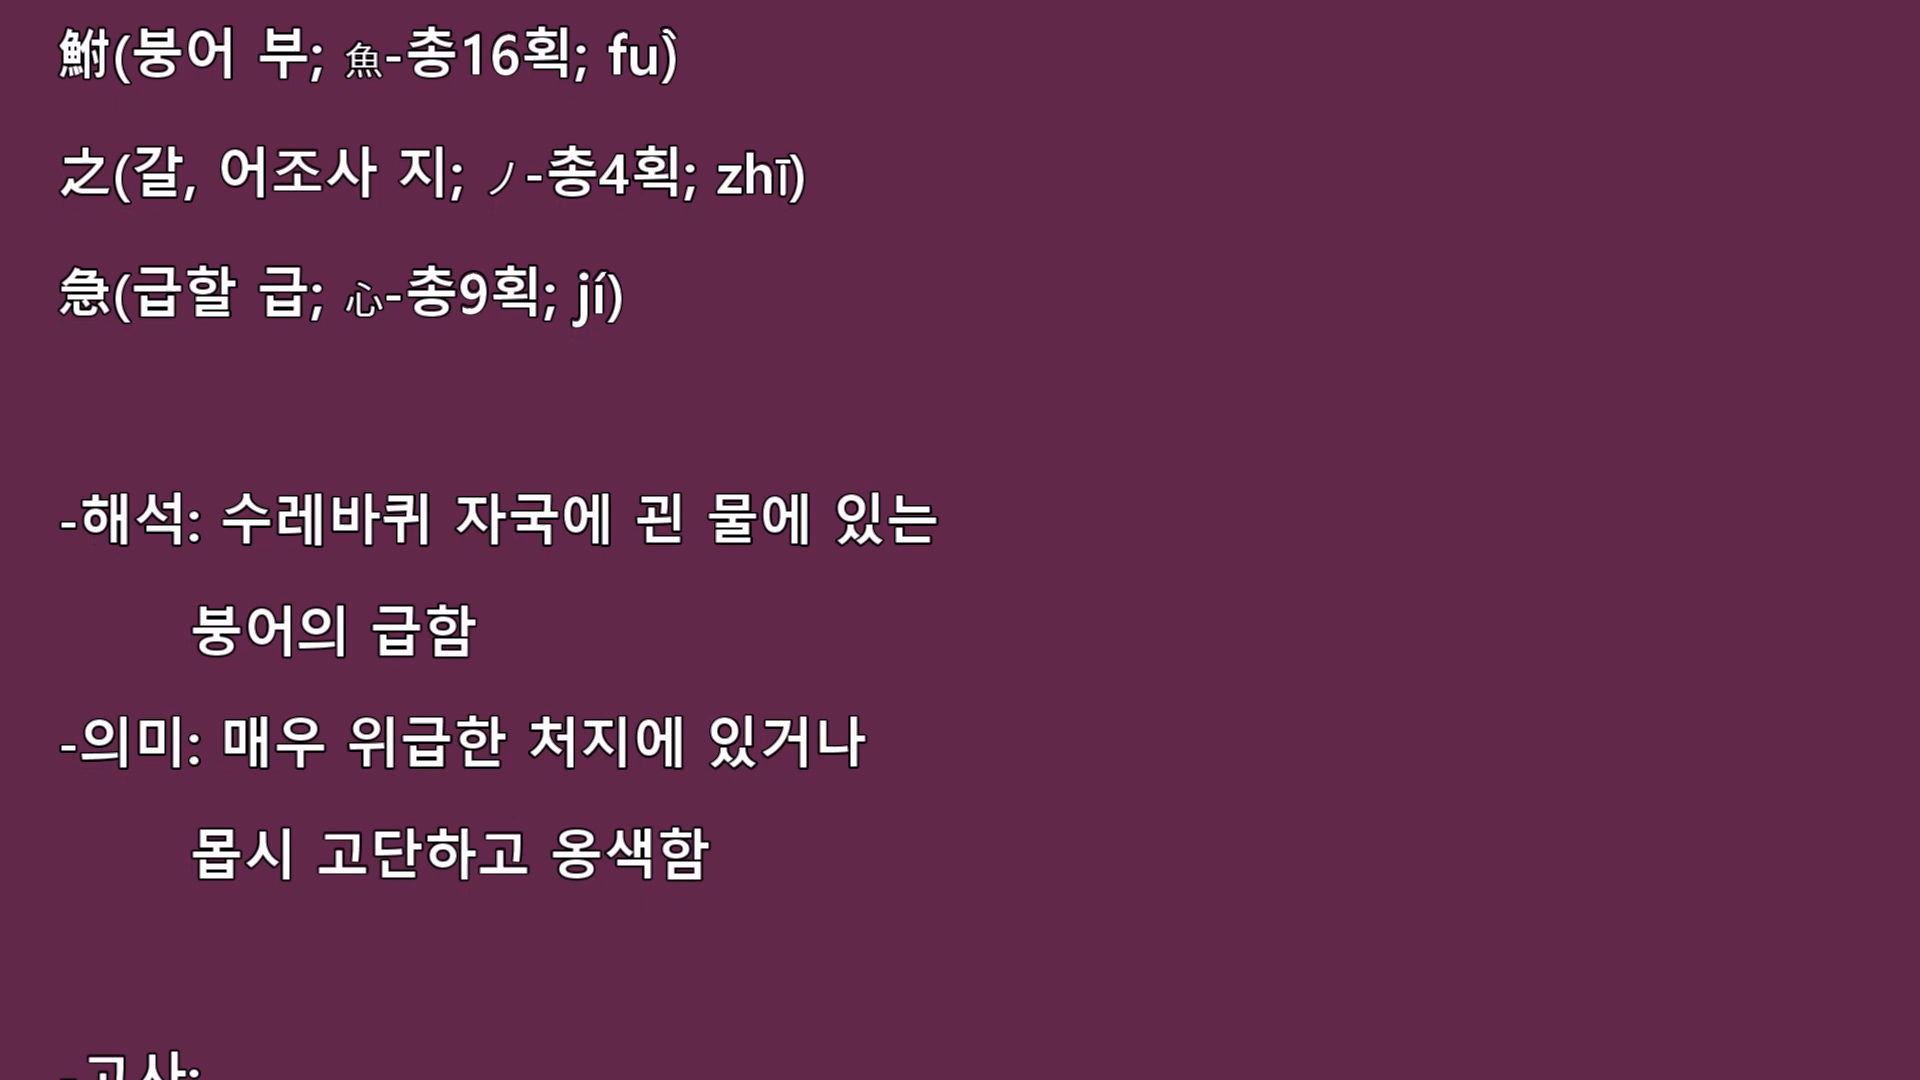 鮒(붕어 부; 魚-총16획; fù)
之(갈, 어조사 지; ノ-총4획; zhī)
急(급할 급; 心-총9획; jí)
-해석: 수레바퀴 자국에 괸 물에 있는
붕어의 급함
-의미: 매우 위급한 처지에 있거나
몹시 고단하고 옹색함
-고사: